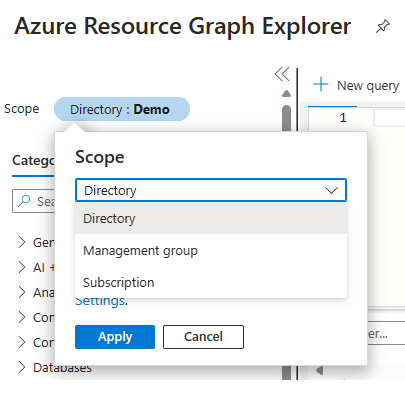 Azure Resource Graph Explorer
New query
Scope
Directory : Demo
1
Scope
Directory
Directory
Management group
Subscription
Settings.
Apply
Cancel
Databases